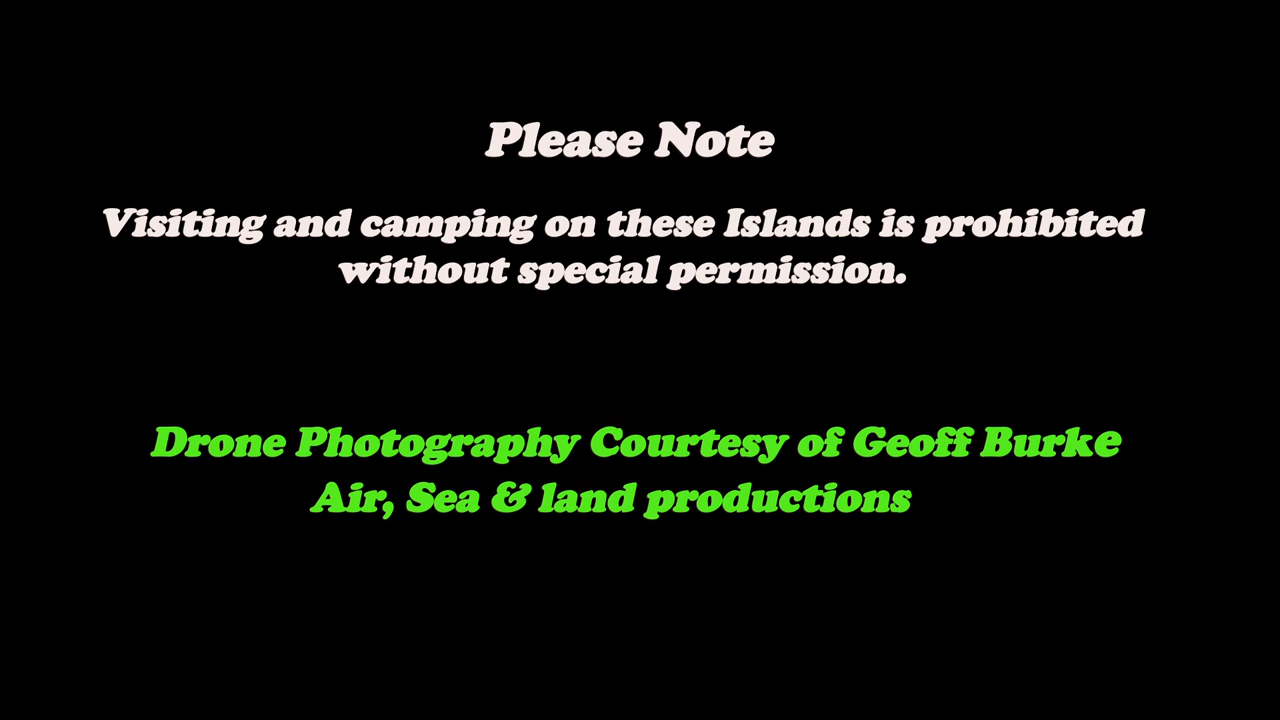 Please Note
Visiting and camping on these Islands is prohibited
without special permission.
Drone Photography Courtesy of Geoff Burke
Air, Sea & land productions